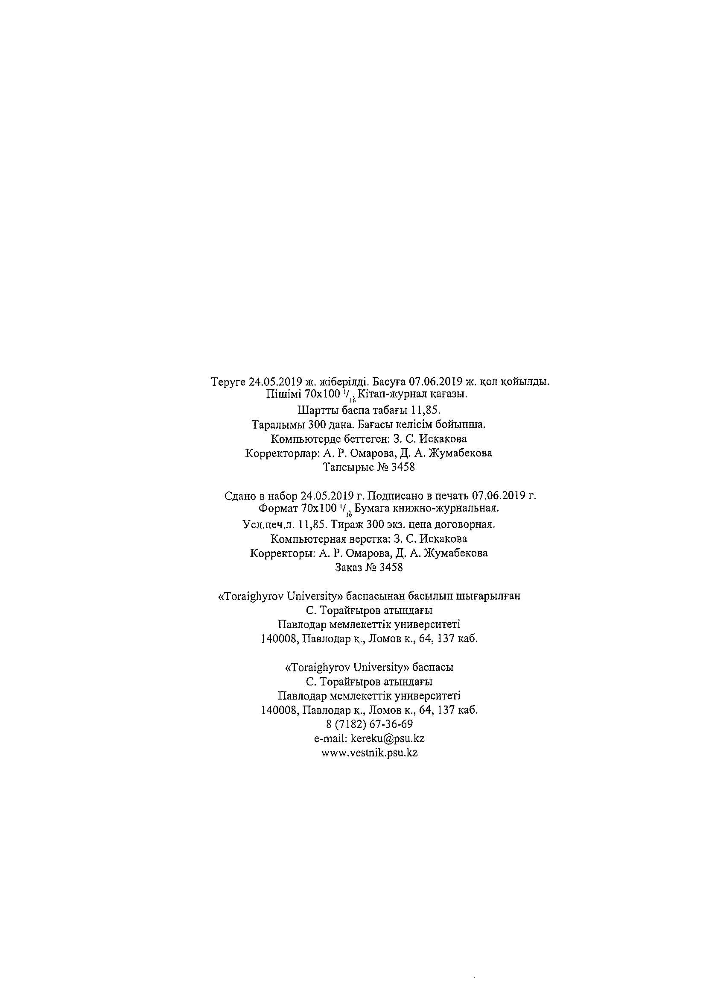 Теруге 24.05.2019 ж. жіберілді. Басуға 07.06.2019 ж. қол қойылды.
Пішімі 70х100 1/16. Кітап-журнал қағазы.
Шартты баспа табағы 11,85.
Таралымы 300 дана. Бағасы келісім бойынша.
Компьютерде беттеген: З. С. Искакова
Корректорлар: А. Р. Омарова, Д. А. Жумабекова
Тапсырыс № 3458
Сдано в набор 24.05.2019 г. Подписано в печать 07.06.2019 г.
Формат 70х100 1/16. Бумага книжно-журнальная.
Усл.печ.л. 11,85. Тираж 300 экз. цена договорная.
Компьютерная верстка: З. С. Искакова
Корректоры: А. Р. Омарова, Д. А. Жумабекова
Заказ № 3458
«Toraighyrov University» баспасынан басылып шығарылған
С. Торайғыров атындағы
Павлодар мемлекеттік университеті
140008, Павлодар қ., Ломов к., 64, 137 каб.
«Toraighyrov University» баспасы
С. Торайғыров атындағы
Павлодар мемлекеттік университеті
140008, Павлодар қ., Ломов к., 64, 137 каб.
8 (7182) 67-36-69
e-mail: kereku@psu.kz
www.vestnik.psu.kz